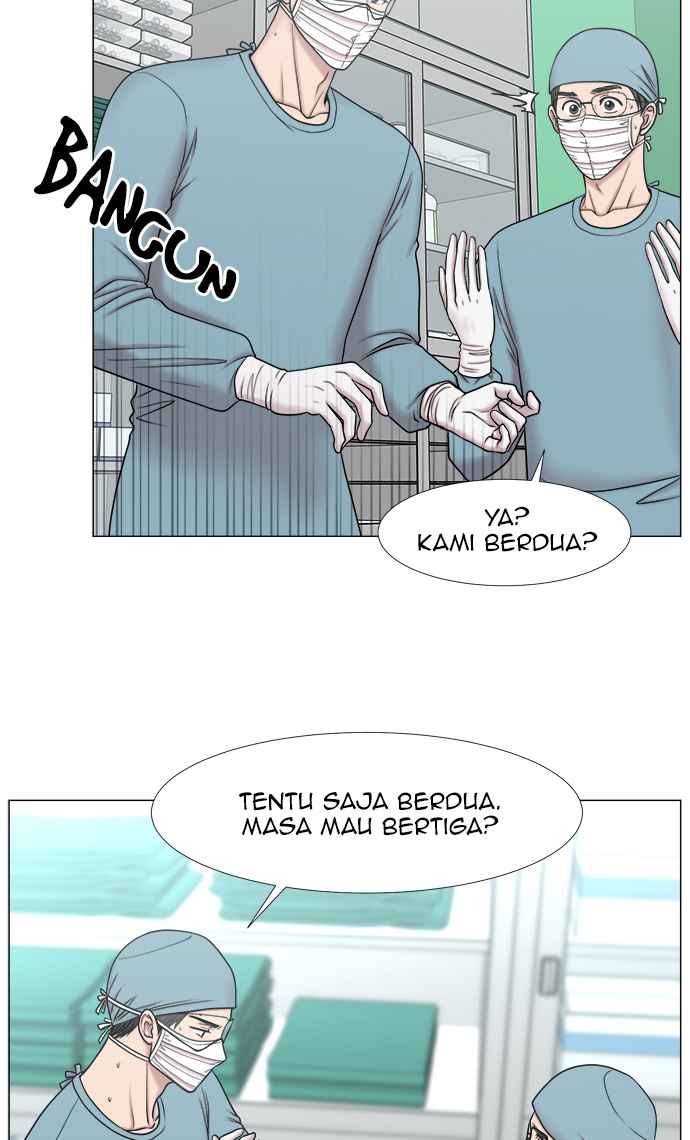 BANGUN
YA?
KAMI BERDUA?
TENTU SAJA BERDUA,
MASA MAU BERTIGA?